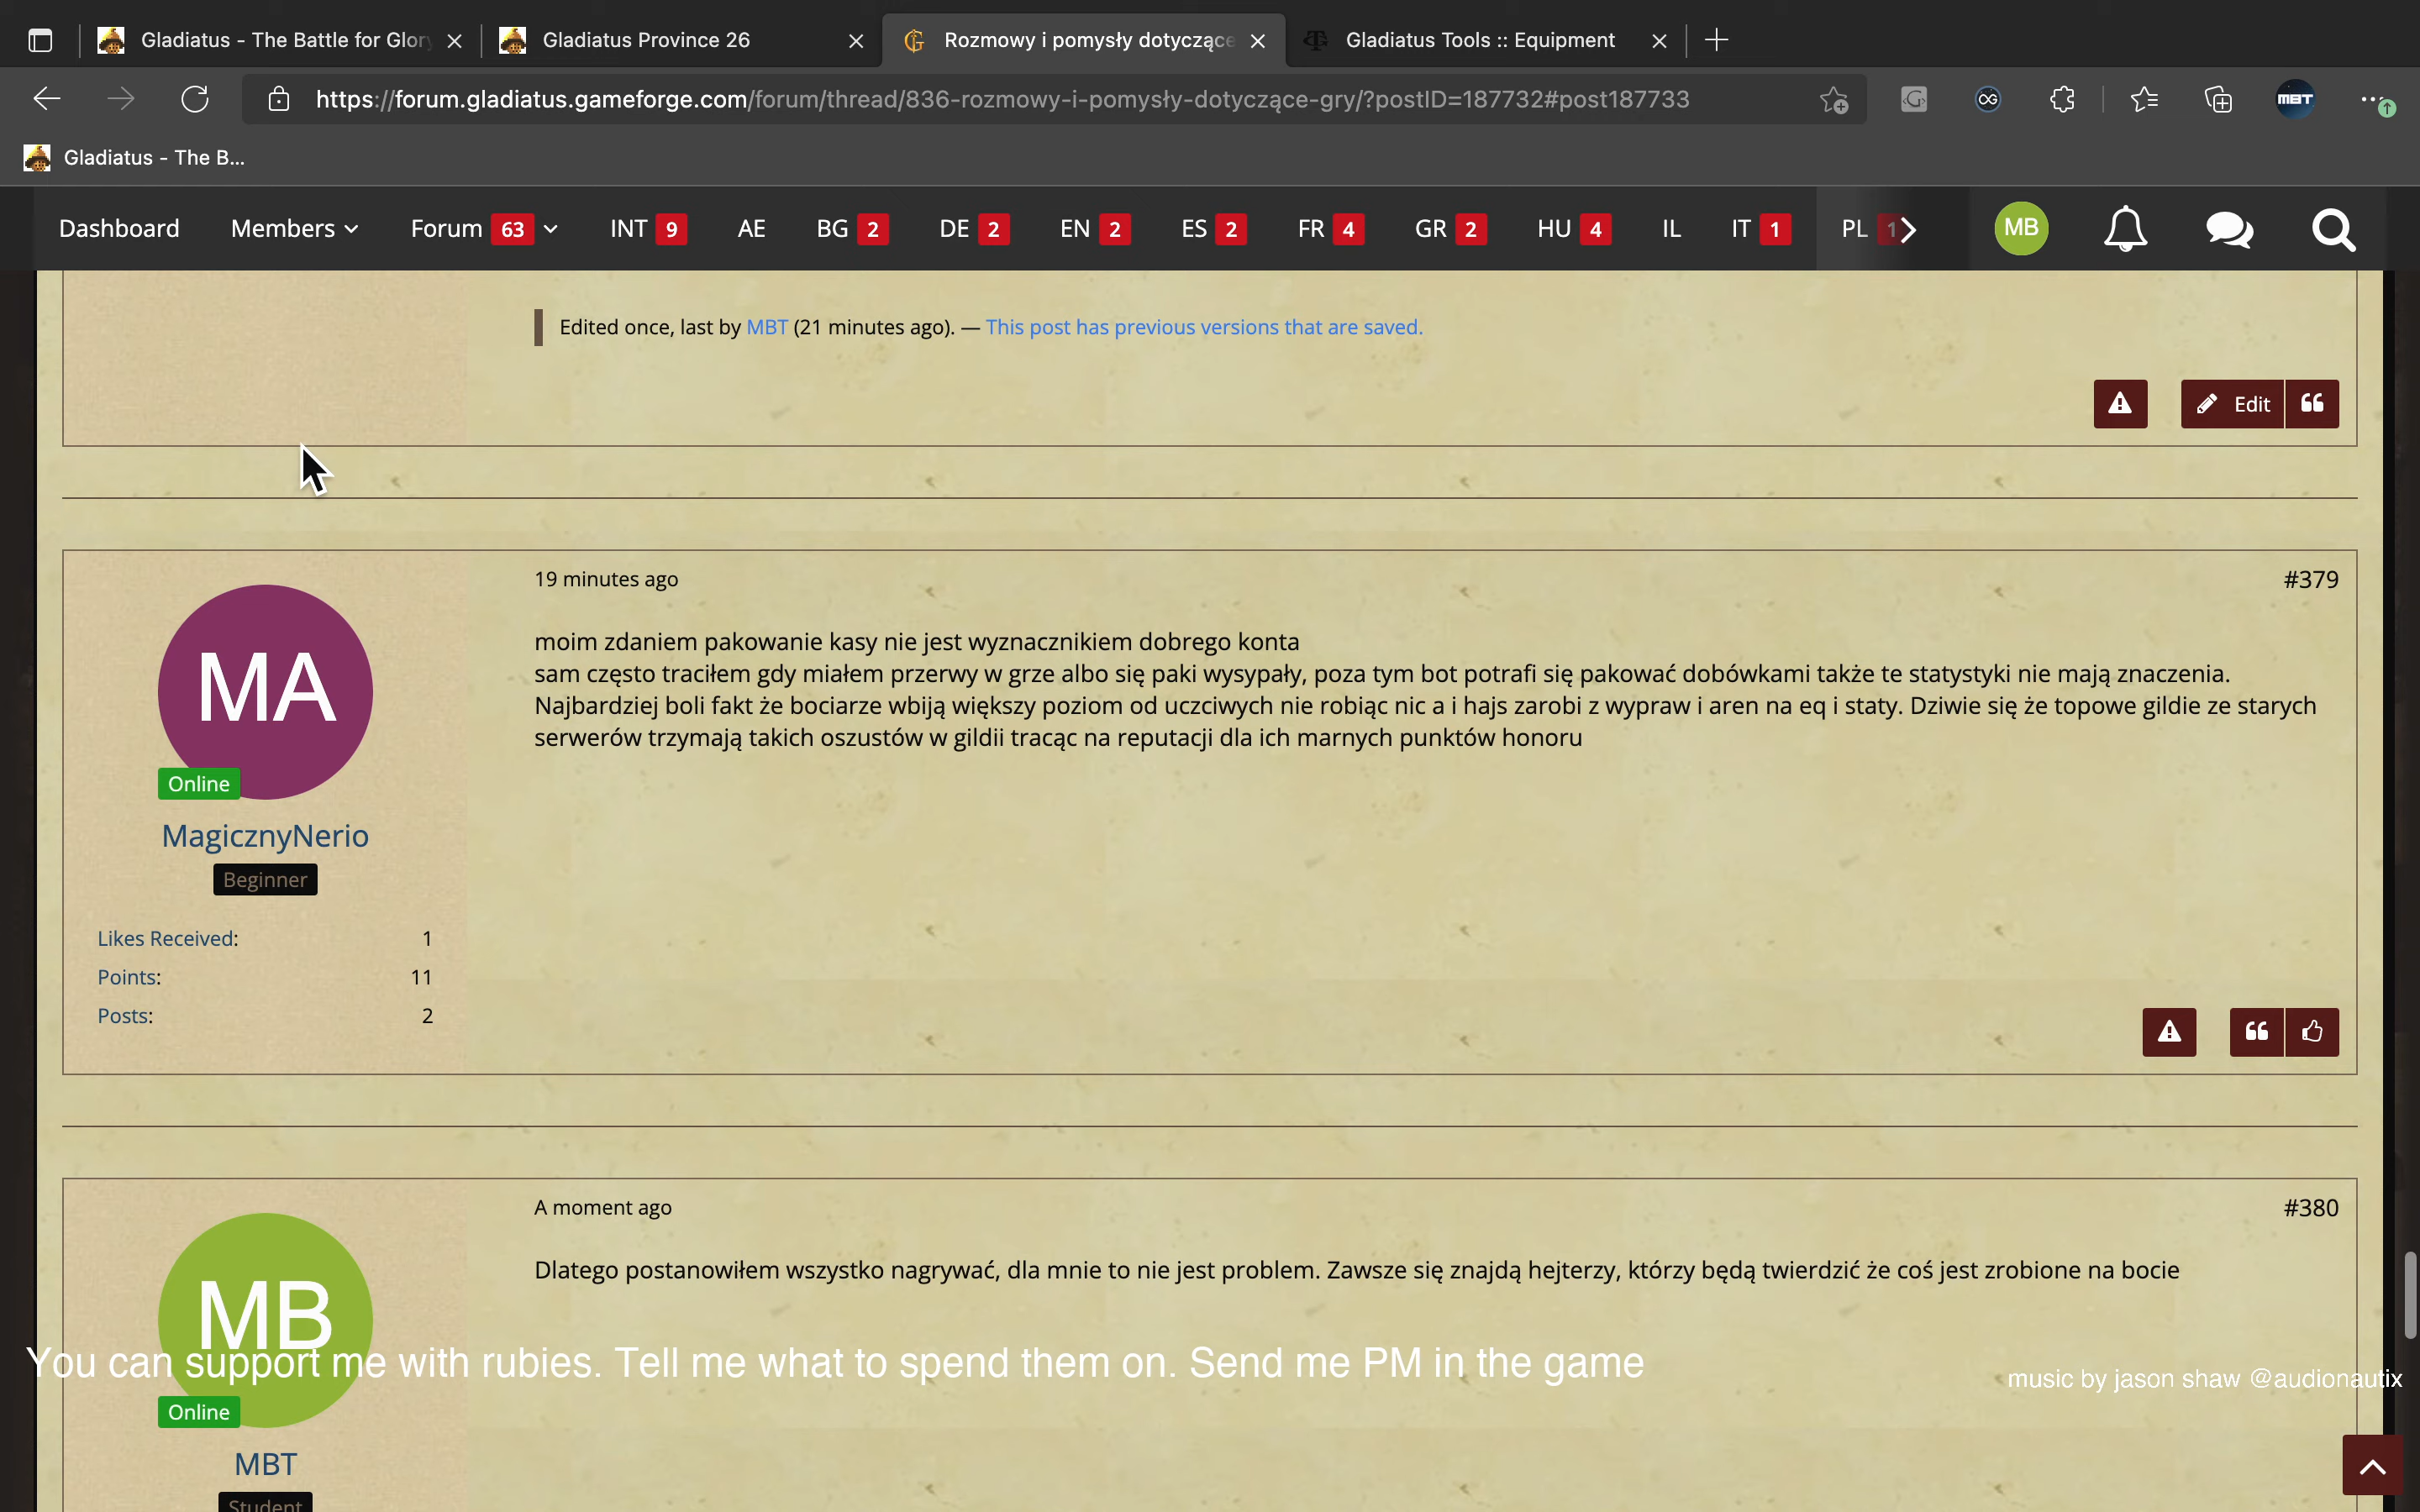 Gladiatus - The Battle for Glor
Gladiatus Province 26
Rozmowy i pomysły dotyczące
Gladiatus Tools :: Equipment
https://forum.gladiatus.gameforge.com/forum/thread/836-rozmowy-i-pomysły-dotyczące-gry/?postID=187732#post187733
MBT
Gladiatus - The B...
Dashboard Members Forum 63 INT 9 AE BG 2 DE 2 EN 2 ES 2 FR 4 GR 2 HU 4 IL IT 1 PL 1 MB
Edited once, last by MBT (21 minutes ago). — This post has previous versions that are saved.
Edit
19 minutes ago
#379
moim zdaniem pakowanie kasy nie jest wyznacznikiem dobrego konta
sam często traciłem gdy miałem przerwy w grze albo się paki wysypały, poza tym bot potrafi się pakować dobówkami także te statystyki nie mają znaczenia.
Najbardziej boli fakt że bociarze wbiją większy poziom od uczciwych nie robiąc nic a i hajs zarobi z wypraw i aren na eq i staty. Dziwie się że topowe gildie ze starych
serwerów trzymają takich oszustów w gildii tracąc na reputacji dla ich marnych punktów honoru
MA
Online
MagicznyNerio
Beginner
Likes Received: 1
Points: 11
Posts: 2
A moment ago
#380
Dlatego postanowiłem wszystko nagrywać, dla mnie to nie jest problem. Zawsze się znajdą hejterzy, którzy będą twierdzić że coś jest zrobione na bocie
MB
You can support me with rubies. Tell me what to spend them on. Send me PM in the game
music by jason shaw @audionautix
Online
MBT
Student